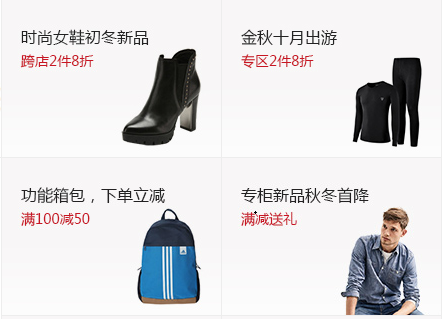 时尚女鞋初冬新品
跨店2件8折
金秋十月出游
专区2件8折
功能箱包，下单立减
满100减50
专柜新品秋冬首降
满减送礼